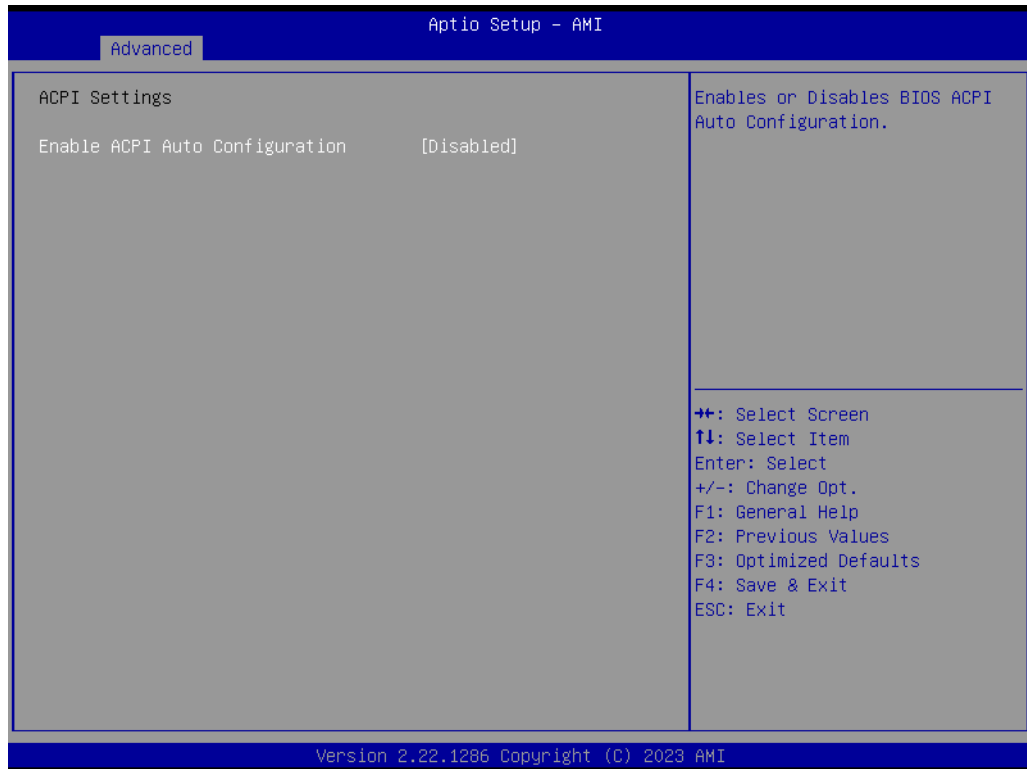 Aptio Setup – AMI
Advanced
ACPI Settings
Enable ACPI Auto Configuration [Disabled]
Enables or Disables BIOS ACPI
Auto Configuration.
→←: Select Screen
↑↓: Select Item
Enter: Select
+/-: Change Opt.
F1: General Help
F2: Previous Values
F3: Optimized Defaults
F4: Save & Exit
ESC: Exit
Version 2.22.1286 Copyright (C) 2023 AMI